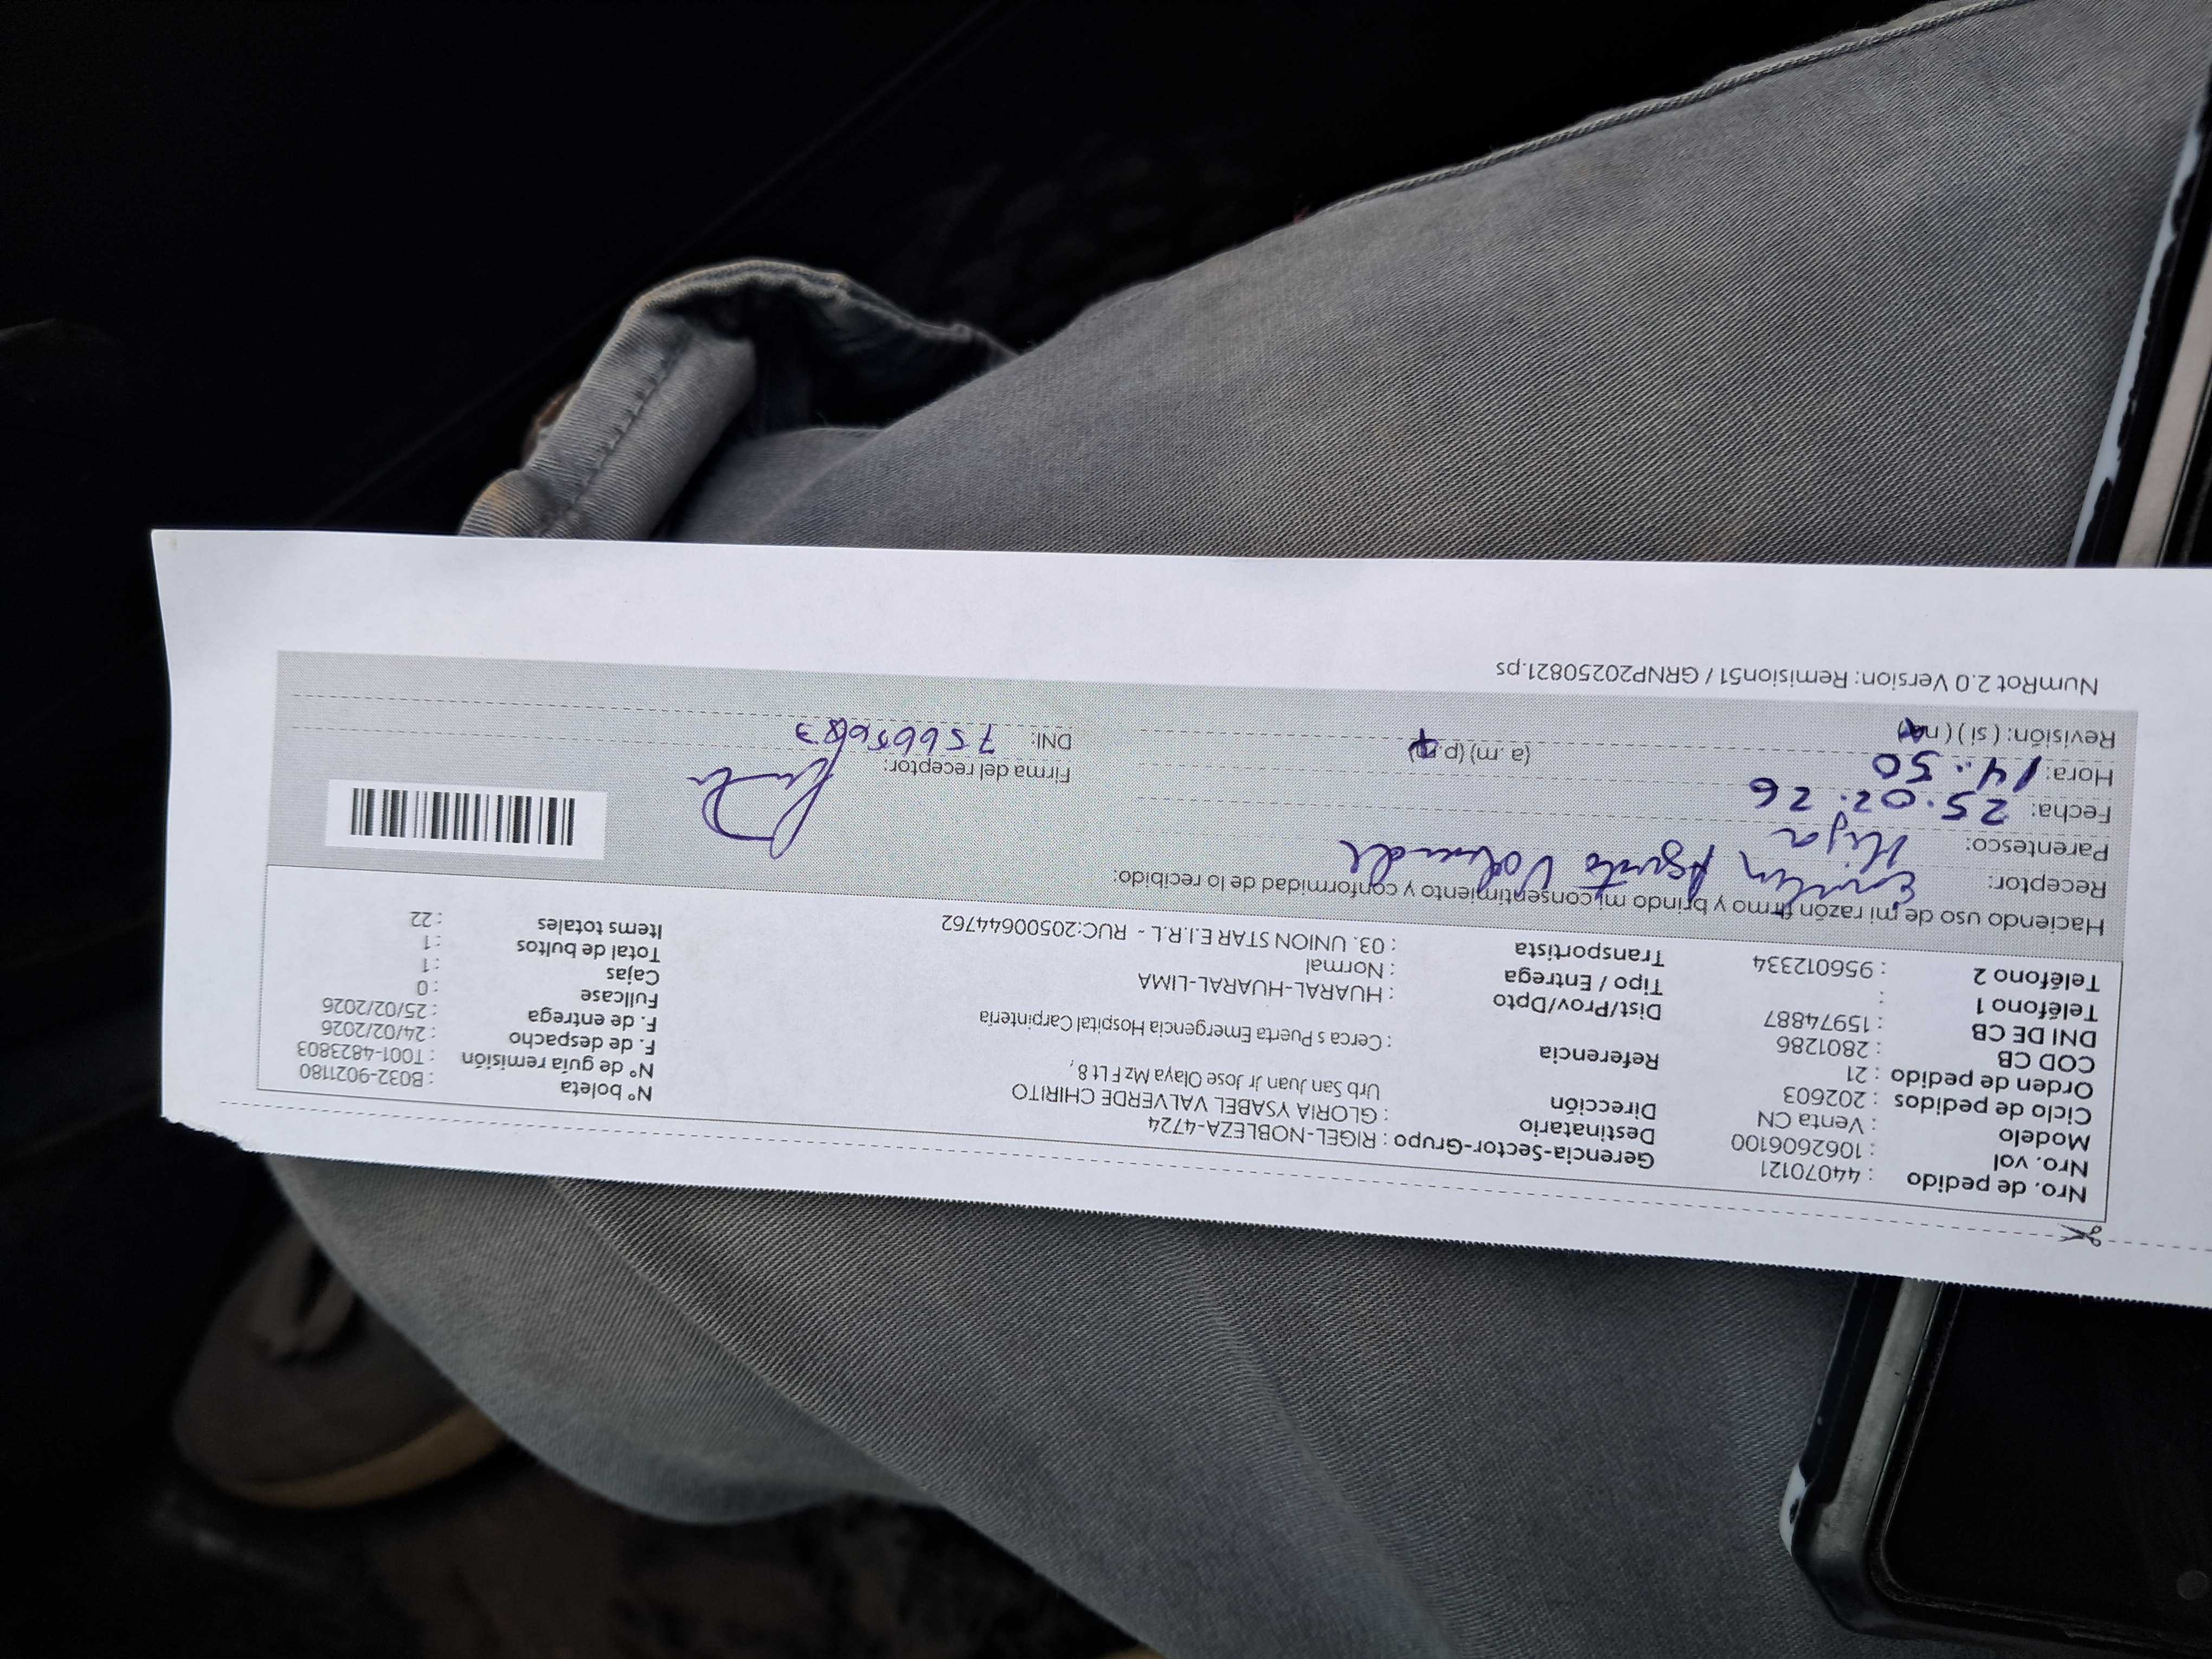 Nro. de pedido : 44070121
Nro. vol : 1062606100
Modelo : Venta CN
Ciclo de pedidos : 202603
Orden de pedido : 21
COD CB : 2801286
DNI DE CB : 15974887
Teléfono 1 :
Teléfono 2 : 956012334
Gerencia-Sector-Grupo : RIGEL-NOBLEZA-4724
Destinatario : GLORIA YSABEL VALVERDE CHIRITO
Dirección
Urb San Juan Jr Jose Olaya Mz F Lt 8 ,
Referencia : Cerca s Puerta Emergencia Hospital Carpinteria
Dist/Prov/Dpto : HUARAL-HUARAL-LIMA
Tipo / Entrega : Normal
Transportista : 03. UNION STAR E.I.R.L - RUC:20500644762
N° boleta : B032-9021180
N° de guía remisión : T001-4823803
F. de despacho : 24/02/2026
F. de entrega : 25/02/2026
Fullcase : 0
Cajas : 1
Total de bultos : 1
Items totales : 22
Haciendo uso de mi razón firmo y brindo mi consentimiento y conformidad de lo recibido:
Receptor:
Parentesco: Hija
Fecha: 25.02.26
Hora: 14:50 (a.m) (p.m)
Revisión: ( si ) ( no )
Firma del receptor:
DNI:
NumRot 2.0 Version: Remision51 / GRNP20250821.ps